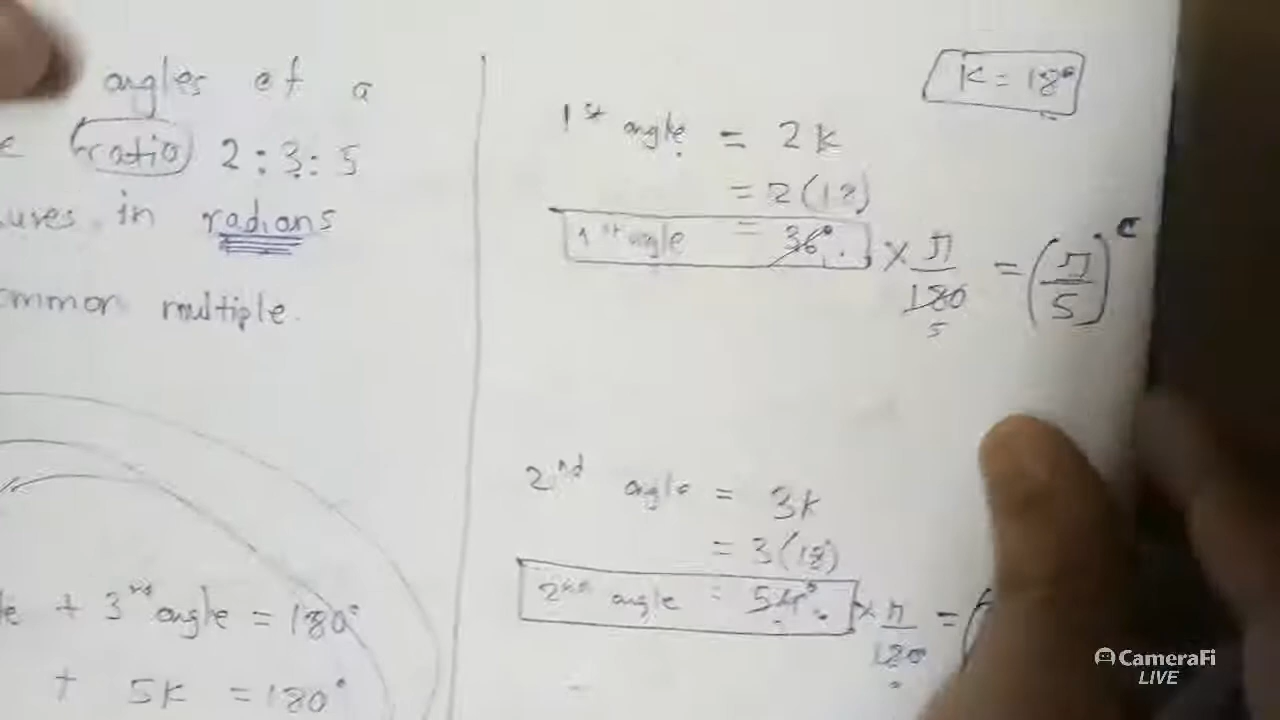 angles of a
ratio 2:3:5
in radians
multiple.
+ 3rd angle = 180°
+ 5k = 180°
k = 18°
1st angle = 2k
= 2(18)
1st angle = 36° × π/180 = (π/5)ᶜ
5
2nd angle = 3k
= 3(18)
2nd angle = 54° × π/180 = (
CameraFi
LIVE